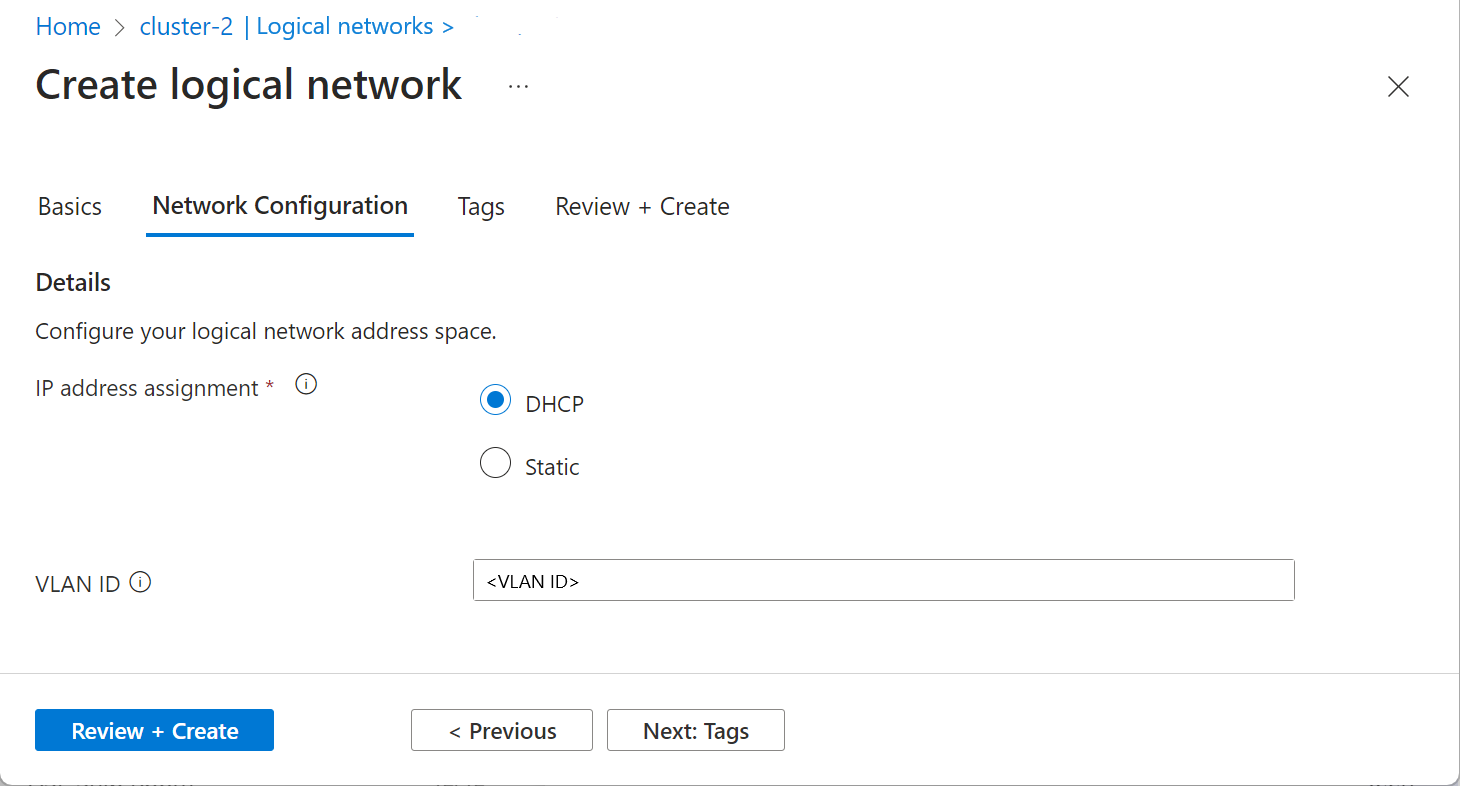 Home > cluster-2 | Logical networks >
Create logical network ...
Basics Network Configuration Tags Review + Create
Details
Configure your logical network address space.
IP address assignment *
DHCP
Static
VLAN ID <VLAN ID>
Review + Create < Previous Next: Tags